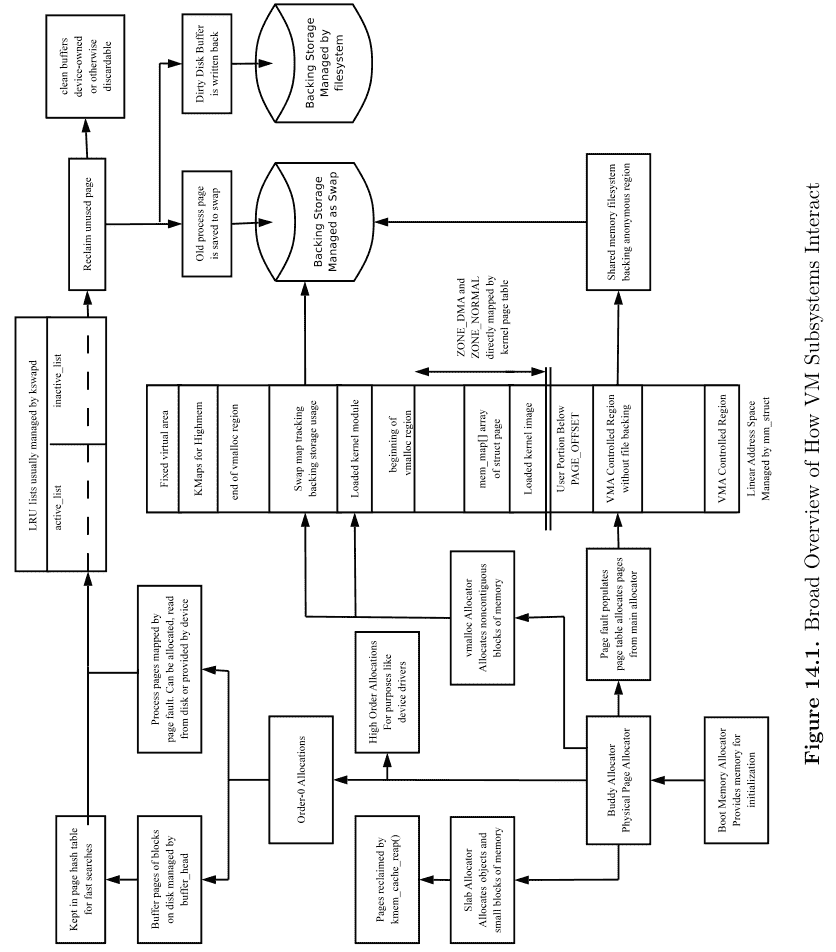 Kept in page hash table
for fast searches
Buffer pages of blocks
on disk managed by
buffer_head
Process pages mapped by
page fault. Can be allocated, read
from disk or provided by device
LRU lists usually managed by kswapd
active_list
inactive_list
Reclaim unused page
clean buffers
device-owned
or otherwise
discardable
Old process page
is saved to swap
Dirty Disk Buffer
is written back
Backing Storage
Managed as Swap
Backing Storage
Managed by
filesystem
Order-0 Allocations
Pages reclaimed by
kmem_cache_reap()
High Order Allocations
For purposes like
device drivers
Slab Allocator
Allocates objects and
small blocks of memory
vmalloc Allocator
Allocates noncontiguous
blocks of memory
Buddy Allocator
Physical Page Allocator
Page fault populates
page table allocates pages
from main allocator
Boot Memory Allocator
Provides memory for
initialization
Fixed virtual area
KMaps for Highmem
end of vmalloc region
Swap map tracking
backing storage usage
Loaded kernel module
beginning of
vmalloc region
mem_map[] array
of struct page
Loaded kernel image
User Portion Below
PAGE_OFFSET
VMA Controlled Region
without file backing
VMA Controlled Region
Linear Address Space
Managed by mm_struct
ZONE_DMA and
ZONE_NORMAL
directly mapped by
kernel page table
Shared memory filesystem
backing anonymous region
Figure 14.1. Broad Overview of How VM Subsystems Interact